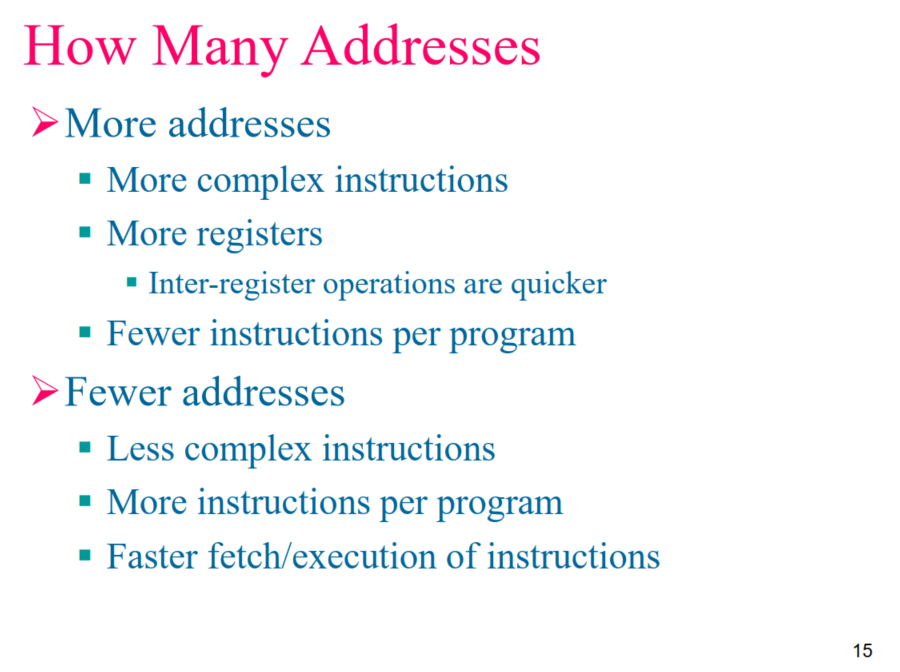 How Many Addresses
More addresses
More complex instructions
More registers
Inter-register operations are quicker
Fewer instructions per program
Fewer addresses
Less complex instructions
More instructions per program
Faster fetch/execution of instructions
15